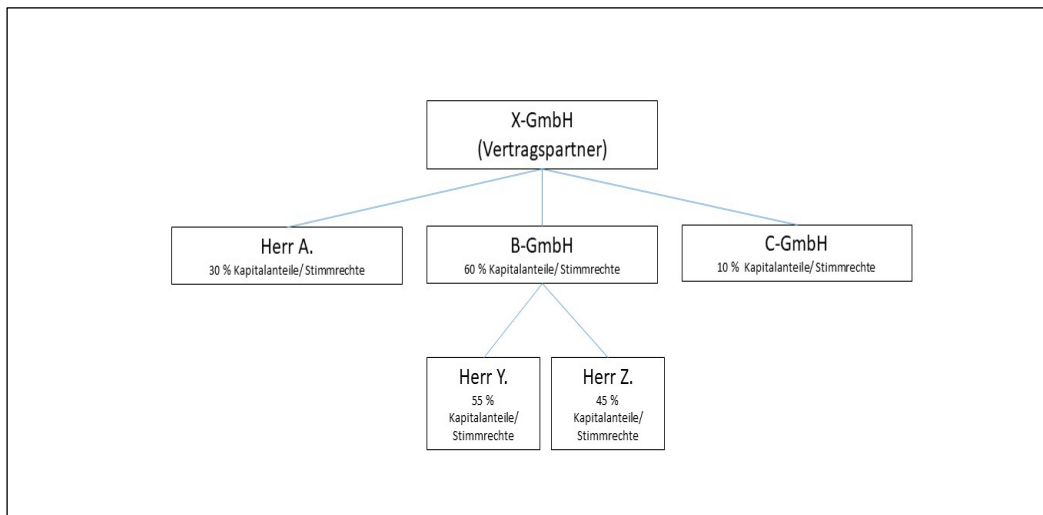 X-GmbH
(Vertragspartner)
Herr A.
30 % Kapitalanteile/ Stimmrechte
B-GmbH
60 % Kapitalanteile/ Stimmrechte
C-GmbH
10 % Kapitalanteile/ Stimmrechte
Herr Y.
55 %
Kapitalanteile/
Stimmrechte
Herr Z.
45 %
Kapitalanteile/
Stimmrechte